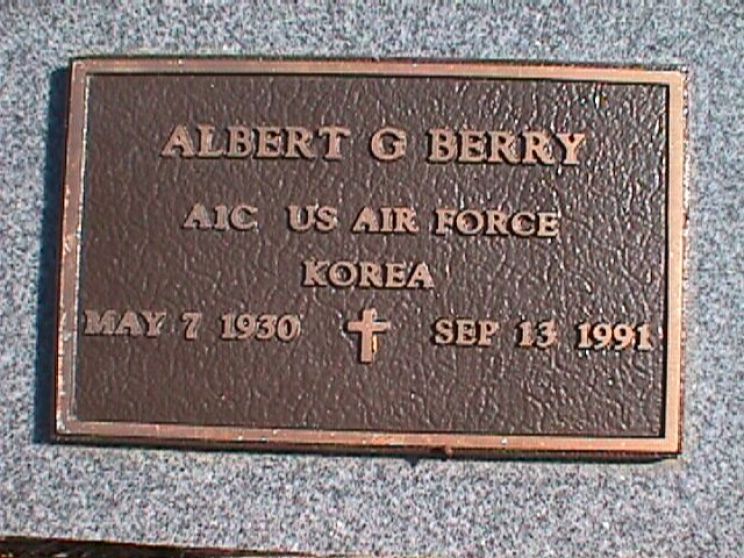 ALBERT G BERRY
A1C US AIR FORCE
KOREA
MAY 7 1930 SEP 13 1991